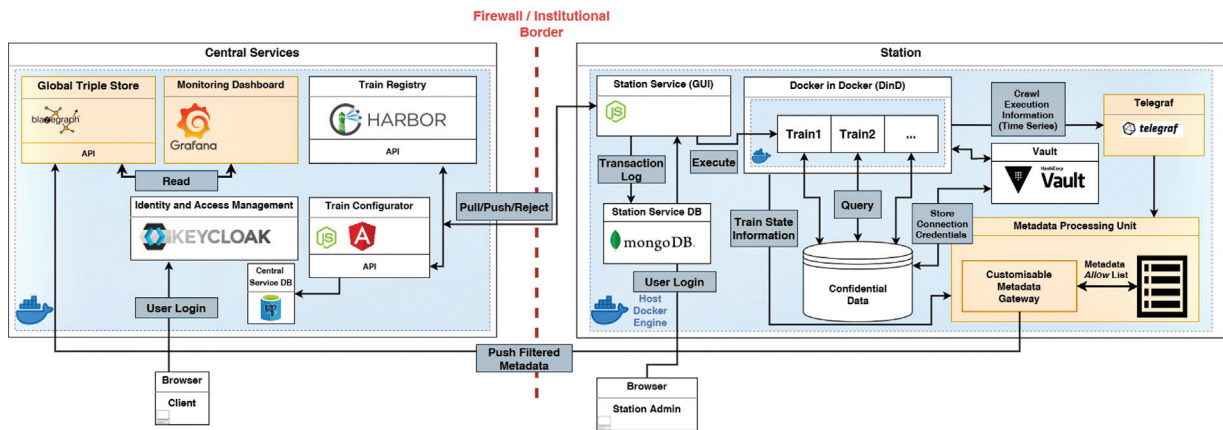 Firewall / Institutional
Border
Central Services
Global Triple Store
blazegraph
API
Monitoring Dashboard
Grafana
Train Registry
HARBOR
API
Read
Identity and Access Management
KEYCLOAK
Train Configurator
JS
API
Central
Service DB
User Login
Pull/Push/Reject
Browser
Client
Push Filtered
Metadata
Station
Station Service (GUI)
JS
Transaction
Log
Station Service DB
mongoDB.
User Login
Host
Docker
Engine
Browser
Station Admin
Execute
Docker in Docker (DinD)
Train1
Train2
...
Query
Train State
Information
Confidential
Data
Crawl
Execution
Information
(Time Series)
Telegraf
telegraf
Vault
HashiCorp
Vault
Store
Connection
Credentials
Metadata Processing Unit
Customisable
Metadata
Gateway
Metadata
Allow List